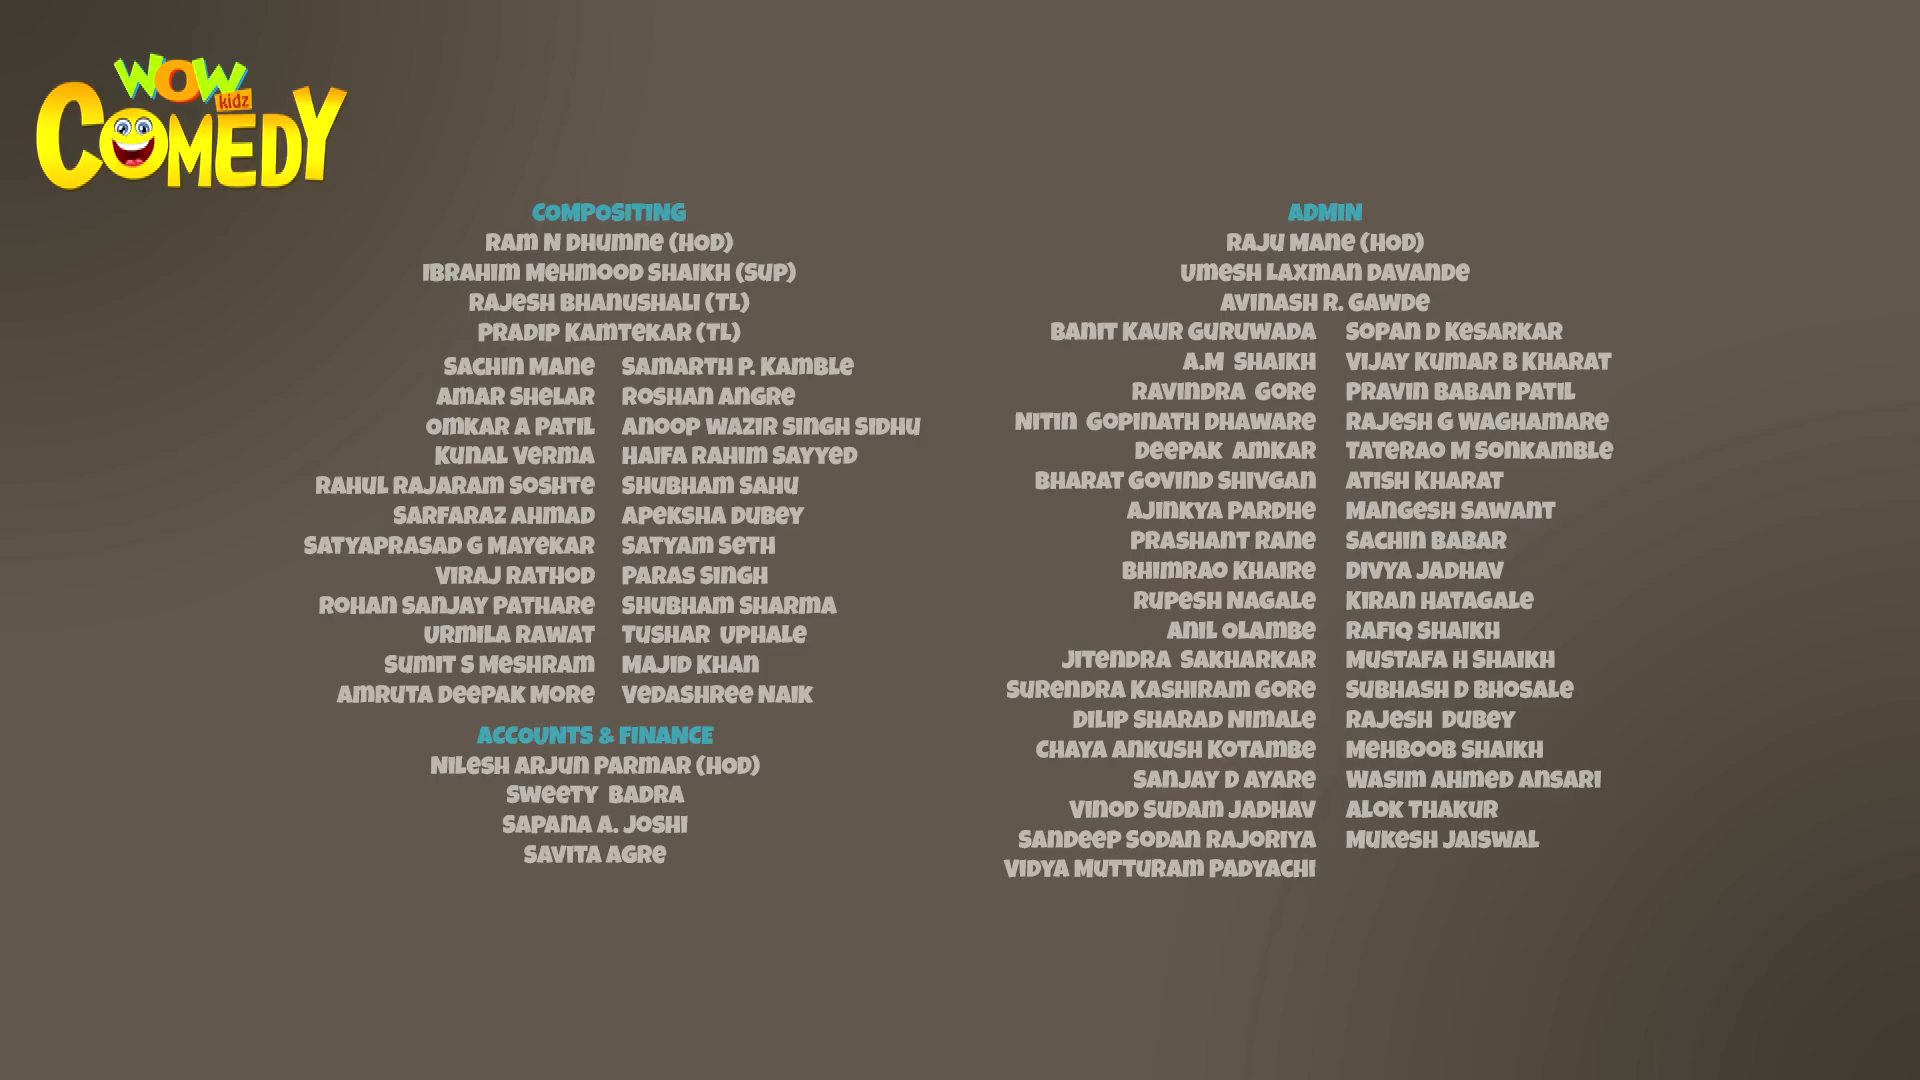 WOW
kidz
COMEDY
COMPOSITING
RAM N DHUMNE (HOD)
IBRAHIM MEHMOOD SHAIKH (SUP)
RAJESH BHANUSHALI (TL)
PRADIP KAMTEKAR (TL)
SACHIN MANE SAMARTH P. KAMBLE
AMAR SHELAR ROSHAN ANGRE
OMKAR A PATIL ANOOP WAZIR SINGH SIDHU
KUNAL VERMA HAIFA RAHIM SAYYED
RAHUL RAJARAM SOSHTE SHUBHAM SAHU
SARFARAZ AHMAD APEKSHA DUBEY
SATYAPRASAD G MAYEKAR SATYAM SETH
VIRAJ RATHOD PARAS SINGH
ROHAN SANJAY PATHARE SHUBHAM SHARMA
URMILA RAWAT TUSHAR UPHALE
SUMIT S MESHRAM MAJID KHAN
AMRUTA DEEPAK MORE VEDASHREE NAIK
ACCOUNTS & FINANCE
NILESH ARJUN PARMAR (HOD)
SWEETY BADRA
SAPANA A. JOSHI
SAVITA AGRE
ADMIN
RAJU MANE (HOD)
UMESH LAXMAN DAVANDE
AVINASH R. GAWDE
BANIT KAUR GURUWADA SOPAN D KESARKAR
A.M SHAIKH VIJAY KUMAR B KHARAT
RAVINDRA GORE PRAVIN BABAN PATIL
NITIN GOPINATH DHAWARE RAJESH G WAGHAMARE
DEEPAK AMKAR TATERAO M SONKAMBLE
BHARAT GOVIND SHIVGAN ATISH KHARAT
AJINKYA PARDHE MANGESH SAWANT
PRASHANT RANE SACHIN BABAR
BHIMRAO KHAIRE DIVYA JADHAV
RUPESH NAGALE KIRAN HATAGALE
ANIL OLAMBE RAFIQ SHAIKH
JITENDRA SAKHARKAR MUSTAFA H SHAIKH
SURENDRA KASHIRAM GORE SUBHASH D BHOSALE
DILIP SHARAD NIMALE RAJESH DUBEY
CHAYA ANKUSH KOTAMBE MEHBOOB SHAIKH
SANJAY D AYARE WASIM AHMED ANSARI
VINOD SUDAM JADHAV ALOK THAKUR
SANDEEP SODAN RAJORIYA MUKESH JAISWAL
VIDYA MUTTURAM PADYACHI